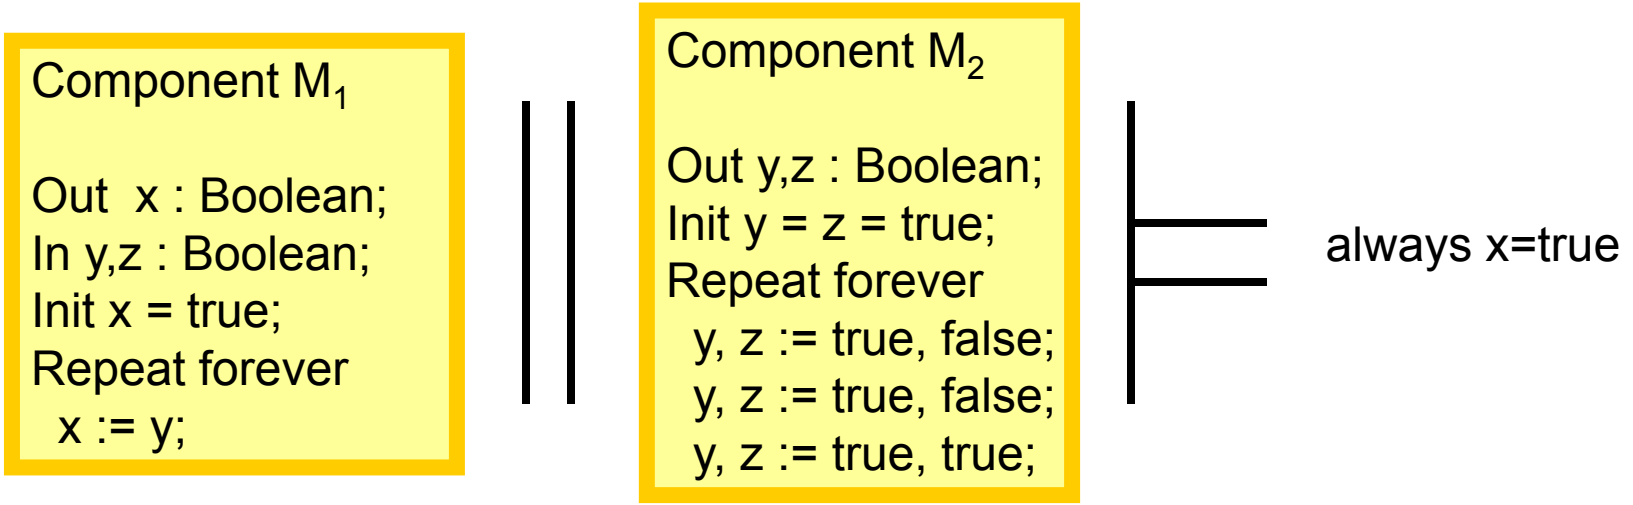 Component M₁
Out x : Boolean;
In y,z : Boolean;
Init x = true;
Repeat forever
x := y;
Component M₂
Out y,z : Boolean;
Init y = z = true;
Repeat forever
y, z := true, false;
y, z := true, false;
y, z := true, true;
always x=true